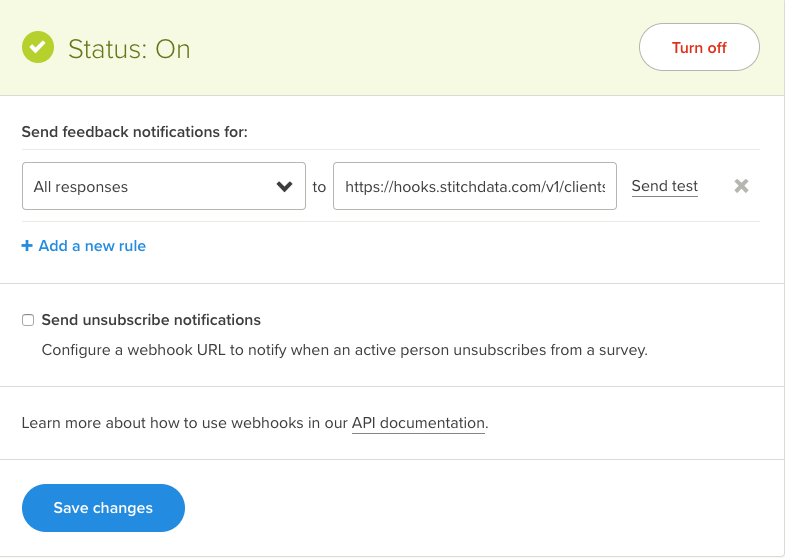 Status: On
Turn off
Send feedback notifications for:
All responses to https://hooks.stitchdata.com/v1/clients Send test
+ Add a new rule
Send unsubscribe notifications
Configure a webhook URL to notify when an active person unsubscribes from a survey.
Learn more about how to use webhooks in our API documentation.
Save changes